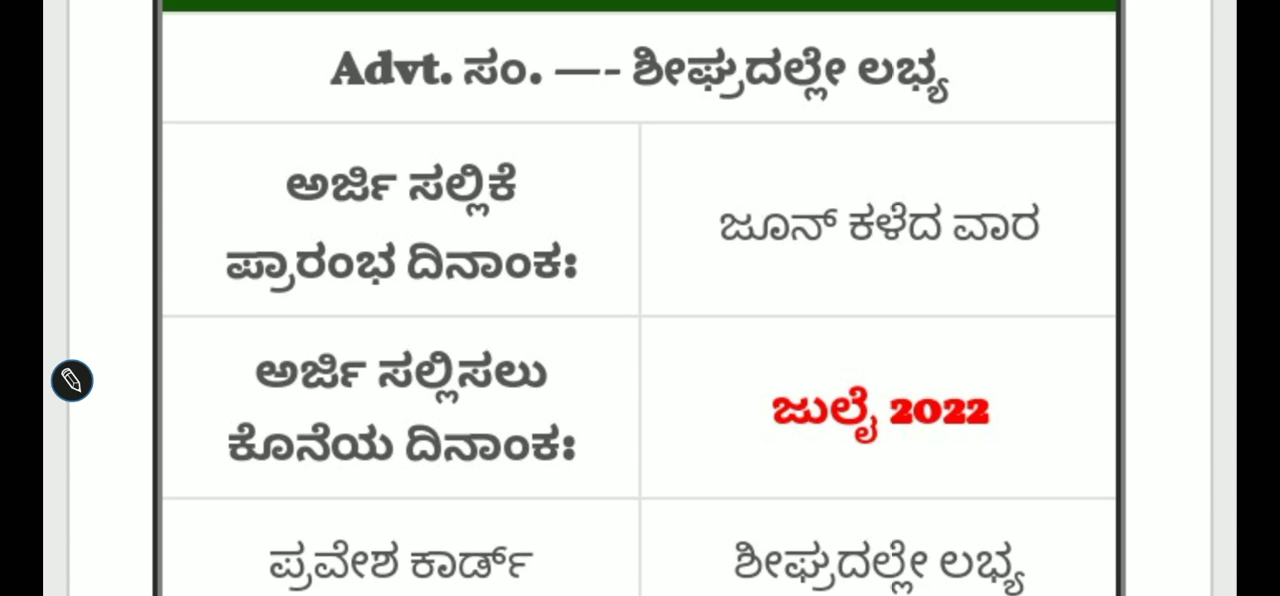 Advt. ಸಂ. —- ಶೀಘ್ರದಲ್ಲೇ ಲಭ್ಯ
ಅರ್ಜಿ ಸಲ್ಲಿಕೆ
ಪ್ರಾರಂಭ ದಿನಾಂಕಃ
ಜೂನ್ ಕಳೆದ ವಾರ
ಅರ್ಜಿ ಸಲ್ಲಿಸಲು
ಕೊನೆಯ ದಿನಾಂಕಃ
ಜುಲೈ 2022
ಪ್ರವೇಶ ಕಾರ್ಡ್
ಶೀಘ್ರದಲ್ಲೇ ಲಭ್ಯ